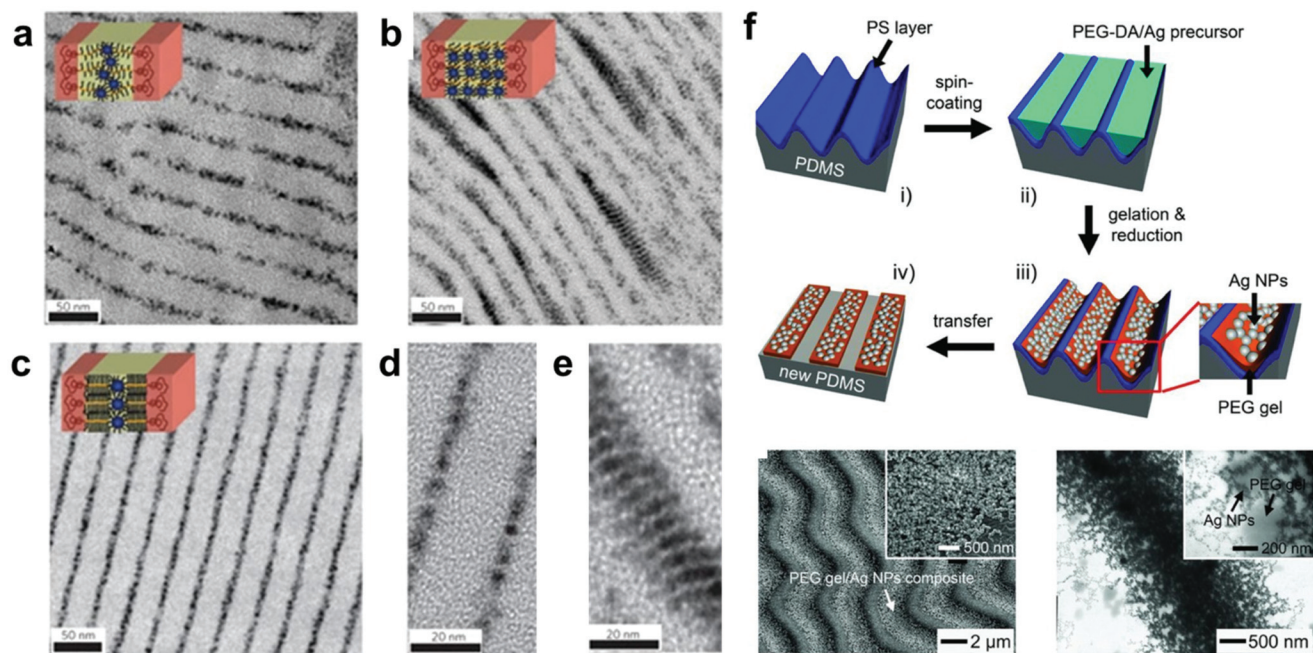 a
50 nm
b
50 nm
c
50 nm
d
20 nm
e
20 nm
f
PS layer
PDMS
i)
spin-
coating
PEG-DA/Ag precursor
ii)
gelation &
reduction
iii)
Ag NPs
PEG gel
transfer
iv)
new PDMS
500 nm
PEG gel/Ag NPs composite
2 μm
PEG gel
Ag NPs
200 nm
500 nm